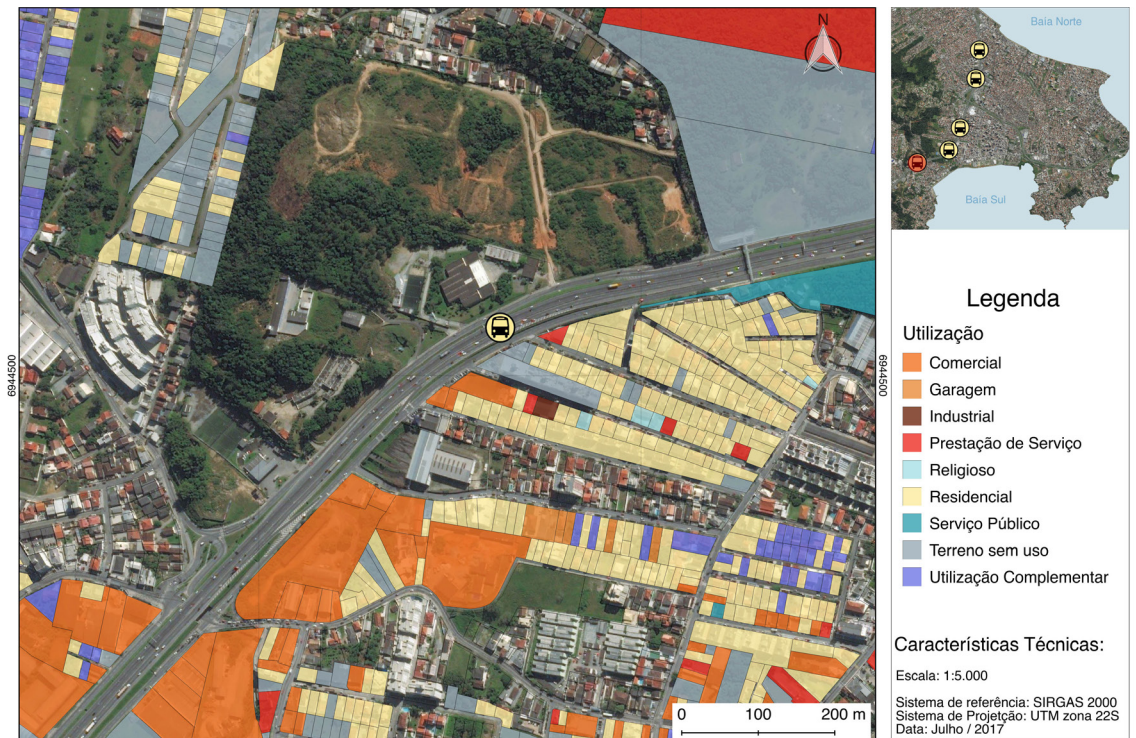 N
6944500
6944500
0 100 200 m
Baía Norte
Baía Sul
Legenda
Utilização
Comercial
Garagem
Industrial
Prestação de Serviço
Religioso
Residencial
Serviço Público
Terreno sem uso
Utilização Complementar
Características Técnicas:
Escala: 1:5.000
Sistema de referência: SIRGAS 2000
Sistema de Projetção: UTM zona 22S
Data: Julho / 2017